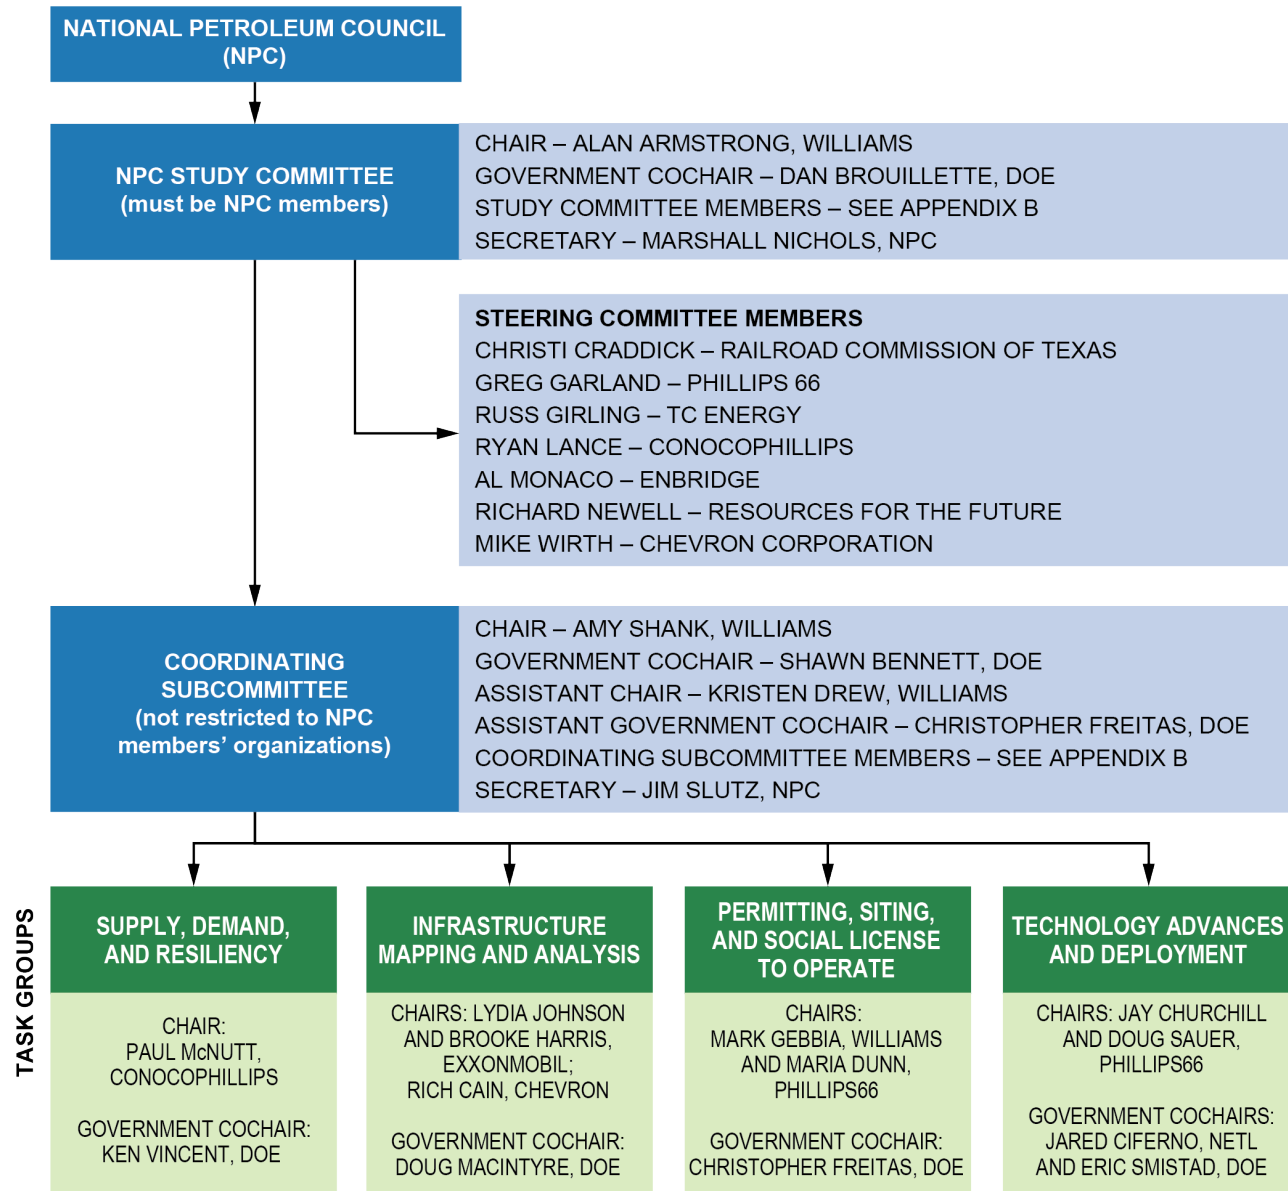 NATIONAL PETROLEUM COUNCIL
(NPC)
NPC STUDY COMMITTEE
(must be NPC members)
CHAIR – ALAN ARMSTRONG, WILLIAMS
GOVERNMENT COCHAIR – DAN BROUILLETTE, DOE
STUDY COMMITTEE MEMBERS – SEE APPENDIX B
SECRETARY – MARSHALL NICHOLS, NPC
STEERING COMMITTEE MEMBERS
CHRISTI CRADDICK – RAILROAD COMMISSION OF TEXAS
GREG GARLAND – PHILLIPS 66
RUSS GIRLING – TC ENERGY
RYAN LANCE – CONOCOPHILLIPS
AL MONACO – ENBRIDGE
RICHARD NEWELL – RESOURCES FOR THE FUTURE
MIKE WIRTH – CHEVRON CORPORATION
COORDINATING
SUBCOMMITTEE
(not restricted to NPC
members’ organizations)
CHAIR – AMY SHANK, WILLIAMS
GOVERNMENT COCHAIR – SHAWN BENNETT, DOE
ASSISTANT CHAIR – KRISTEN DREW, WILLIAMS
ASSISTANT GOVERNMENT COCHAIR – CHRISTOPHER FREITAS, DOE
COORDINATING SUBCOMMITTEE MEMBERS – SEE APPENDIX B
SECRETARY – JIM SLUTZ, NPC
TASK GROUPS
SUPPLY, DEMAND,
AND RESILIENCY
CHAIR:
PAUL McNUTT,
CONOCOPHILLIPS
GOVERNMENT COCHAIR:
KEN VINCENT, DOE
INFRASTRUCTURE
MAPPING AND ANALYSIS
CHAIRS: LYDIA JOHNSON
AND BROOKE HARRIS,
EXXONMOBIL;
RICH CAIN, CHEVRON
GOVERNMENT COCHAIR:
DOUG MACINTYRE, DOE
PERMITTING, SITING,
AND SOCIAL LICENSE
TO OPERATE
CHAIRS:
MARK GEBBIA, WILLIAMS
AND MARIA DUNN,
PHILLIPS66
GOVERNMENT COCHAIR:
CHRISTOPHER FREITAS, DOE
TECHNOLOGY ADVANCES
AND DEPLOYMENT
CHAIRS: JAY CHURCHILL
AND DOUG SAUER,
PHILLIPS66
GOVERNMENT COCHAIRS:
JARED CIFERNO, NETL
AND ERIC SMISTAD, DOE